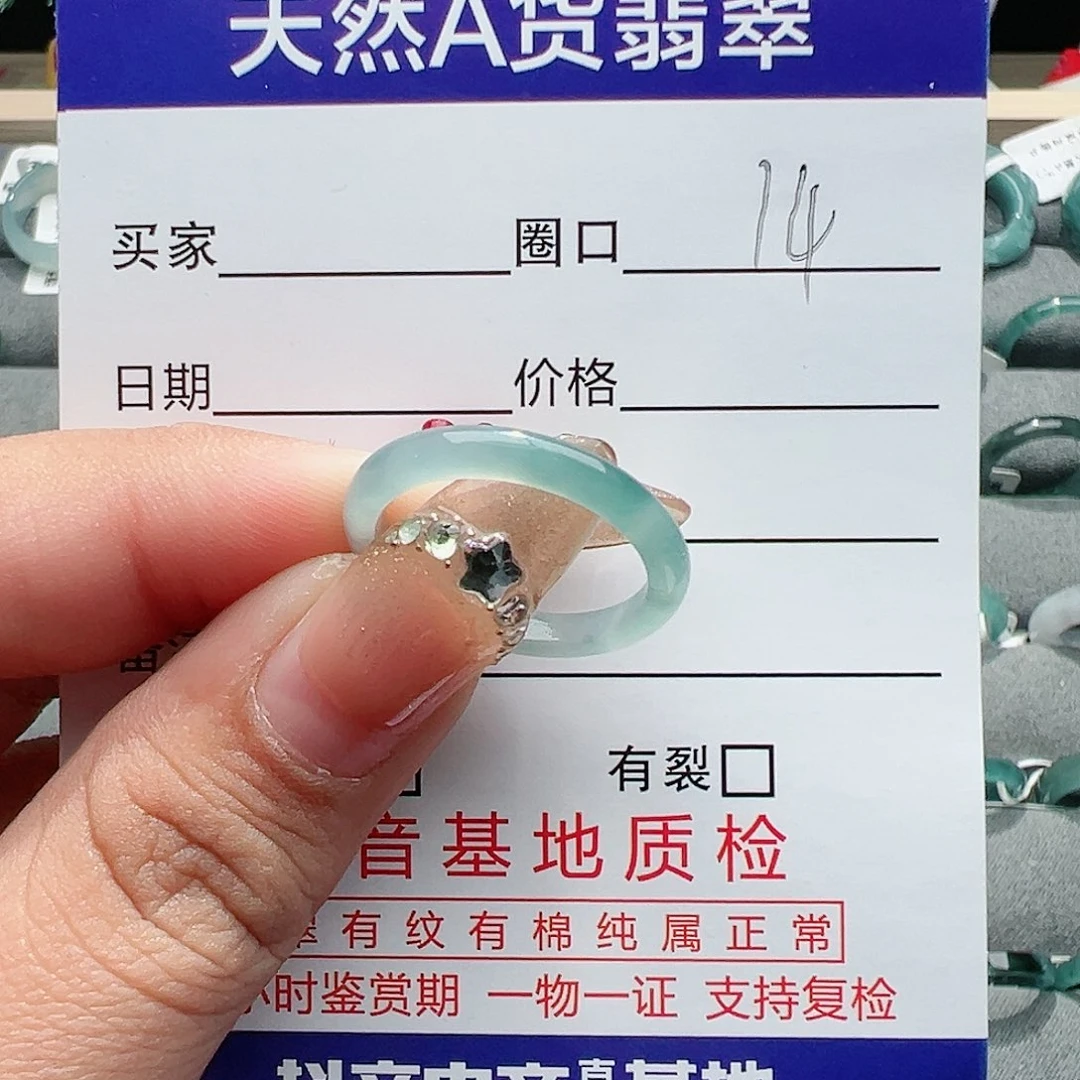 天然A货翡翠
买家 圈口 14
日期 价格
有裂
音基地质检
有纹有棉纯属正常
小时鉴赏期 一物一证 支持复检